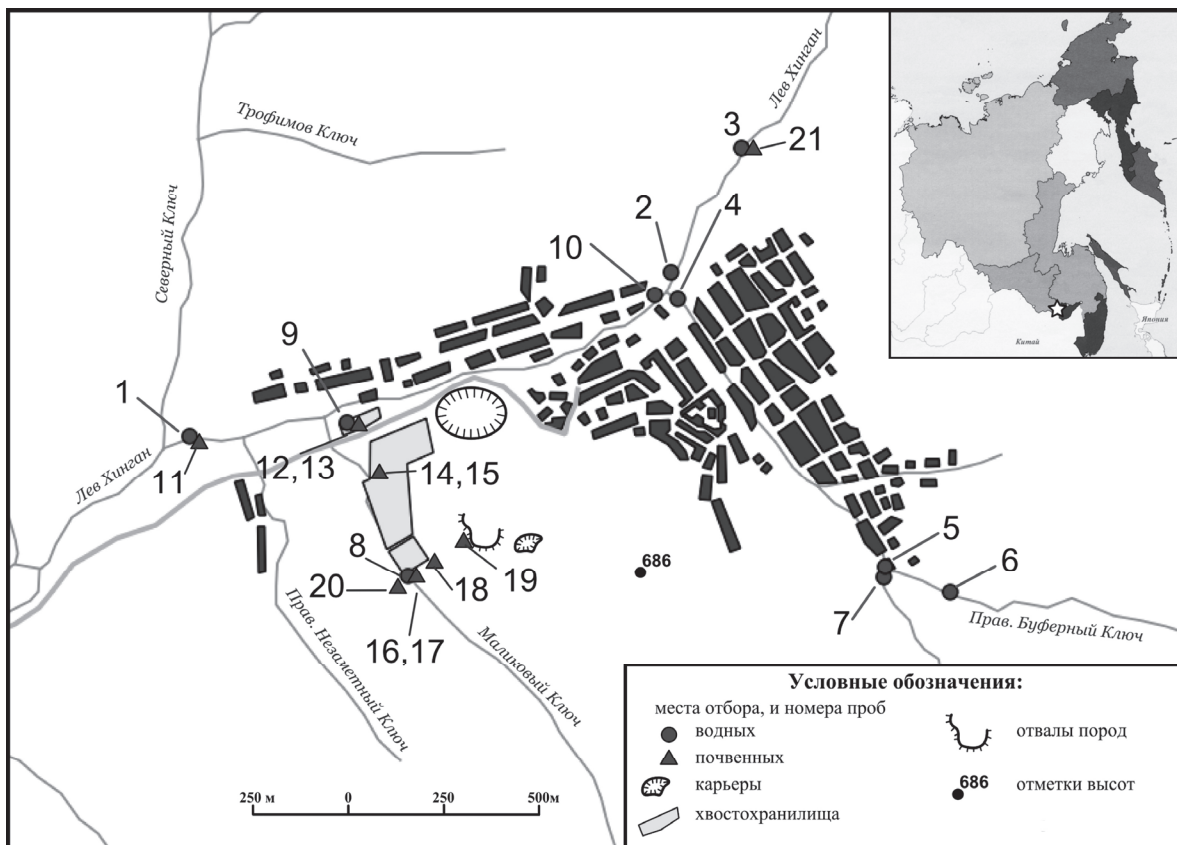 Лев Хинган
Трофимов Ключ
Северный Ключ
3
21
2
4
10
9
1
Лев Хинган
11
12,13
14,15
8
18
19
20
16,17
686
5
6
7
Прав. Буферный Ключ
Прав. Незаметный Ключ
Маликовый Ключ
Япония
Китай
250 м 0 250 500м
Условные обозначения:
места отбора, и номера проб
водных
почвенных
карьеры
хвостохранилища
отвалы пород
686
отметки высот